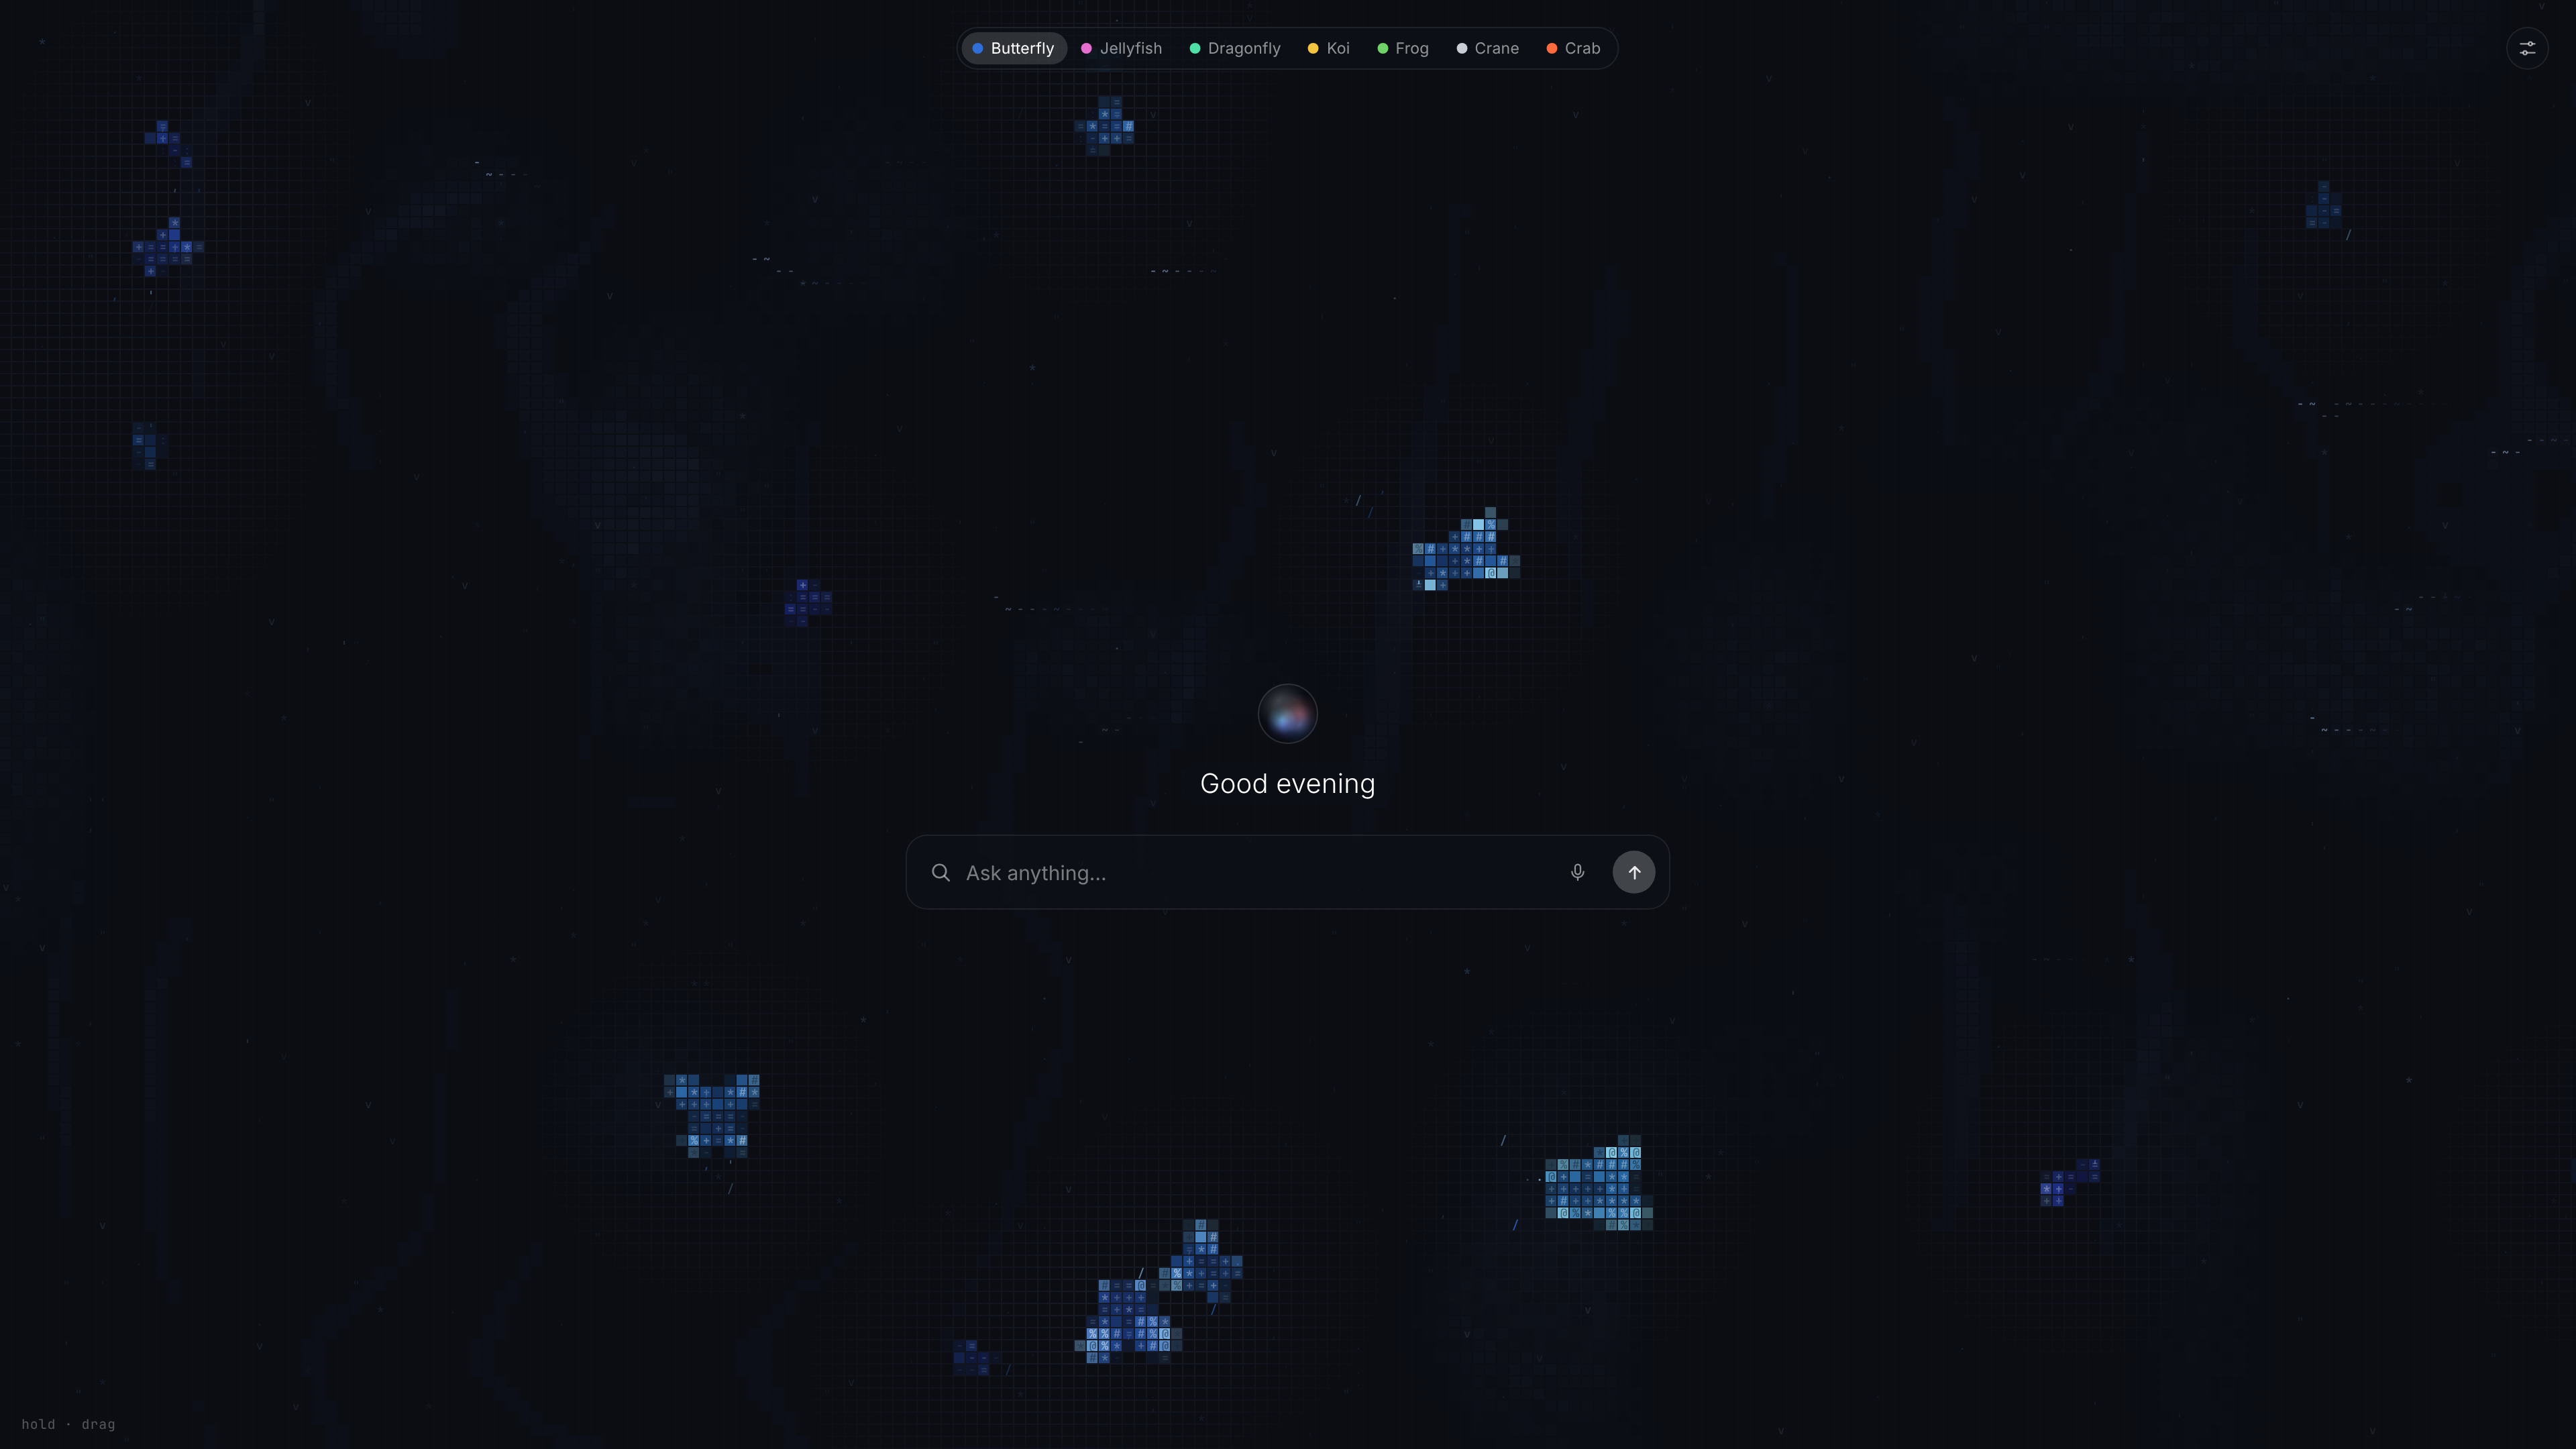 Butterfly Jellyfish Dragonfly Koi Frog Crane Crab
Good evening
Ask anything...
hold · drag